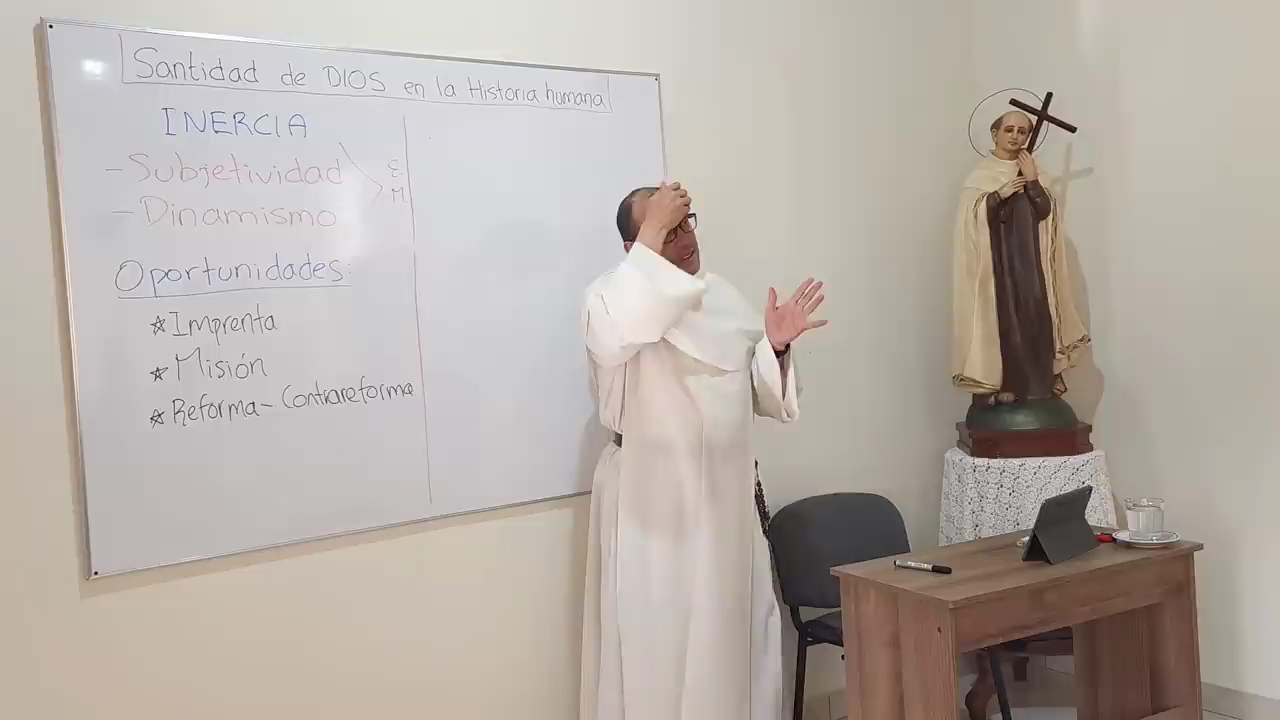 Santidad de DIOS en la Historia humana
INERCIA
- Subjetividad
- Dinamismo
E.
M.
Oportunidades:
☆ Imprenta
☆ Misión
☆ Reforma - Contrareforma